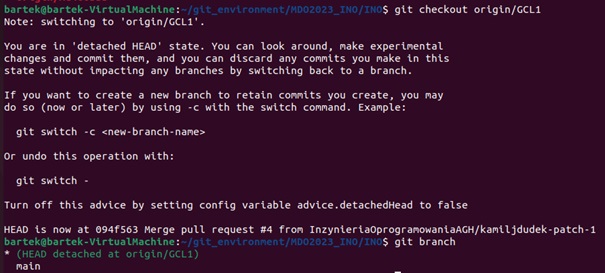 bartek@bartek-VirtualMachine:~/git_environment/MDO2023_INO/INO$ git checkout origin/GCL1
Note: switching to 'origin/GCL1'.

You are in 'detached HEAD' state. You can look around, make experimental
changes and commit them, and you can discard any commits you make in this
state without impacting any branches by switching back to a branch.

If you want to create a new branch to retain commits you create, you may
do so (now or later) by using -c with the switch command. Example:

  git switch -c <new-branch-name>

Or undo this operation with:

  git switch -

Turn off this advice by setting config variable advice.detachedHead to false

HEAD is now at 094f563 Merge pull request #4 from InzynieriaOprogramowaniaAGH/kamiljdudek-patch-1
bartek@bartek-VirtualMachine:~/git_environment/MDO2023_INO/INO$ git branch
* (HEAD detached at origin/GCL1)
  main